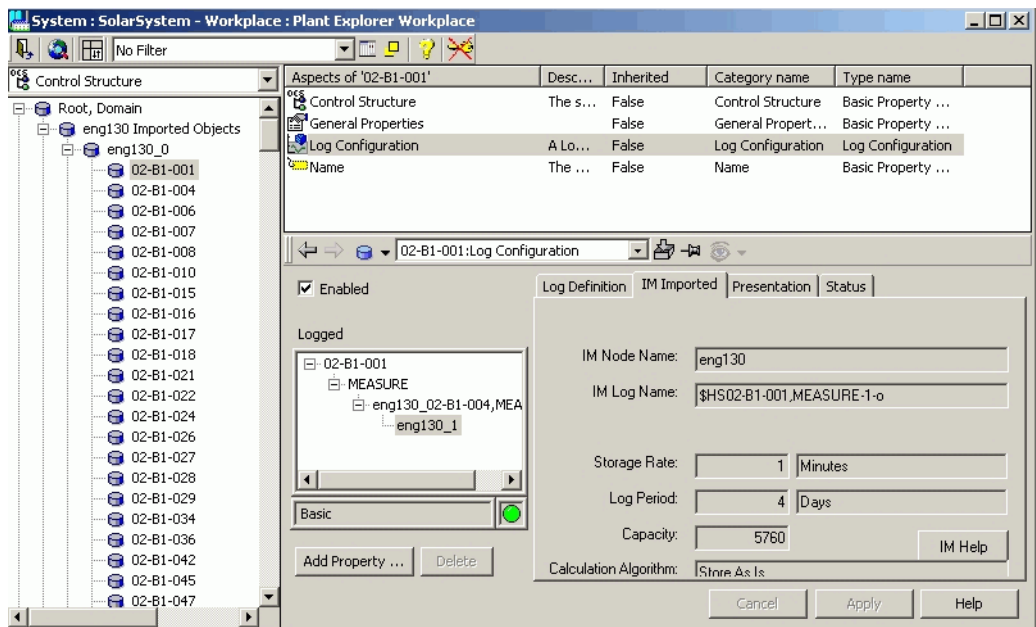 System : SolarSystem - Workplace : Plant Explorer Workplace
No Filter
Control Structure
Root, Domain
eng130 Imported Objects
eng130_0
02-B1-001
02-B1-004
02-B1-006
02-B1-007
02-B1-008
02-B1-010
02-B1-015
02-B1-016
02-B1-017
02-B1-018
02-B1-021
02-B1-022
02-B1-024
02-B1-026
02-B1-027
02-B1-028
02-B1-029
02-B1-034
02-B1-036
02-B1-042
02-B1-045
02-B1-047
Aspects of '02-B1-001' Desc... Inherited Category name Type name
Control Structure The s... False Control Structure Basic Property ...
General Properties False General Propert... Basic Property ...
Log Configuration A Lo... False Log Configuration Log Configuration
Name The ... False Name Basic Property ...
02-B1-001:Log Configuration
Enabled
Logged
02-B1-001
MEASURE
eng130_02-B1-004,MEA
eng130_1
Basic
Add Property ... Delete
Log Definition IM Imported Presentation Status
IM Node Name: eng130
IM Log Name: $HS02-B1-001,MEASURE-1-o
Storage Rate: 1 Minutes
Log Period: 4 Days
Capacity: 5760
IM Help
Calculation Algorithm: Store As Is
Cancel Apply Help